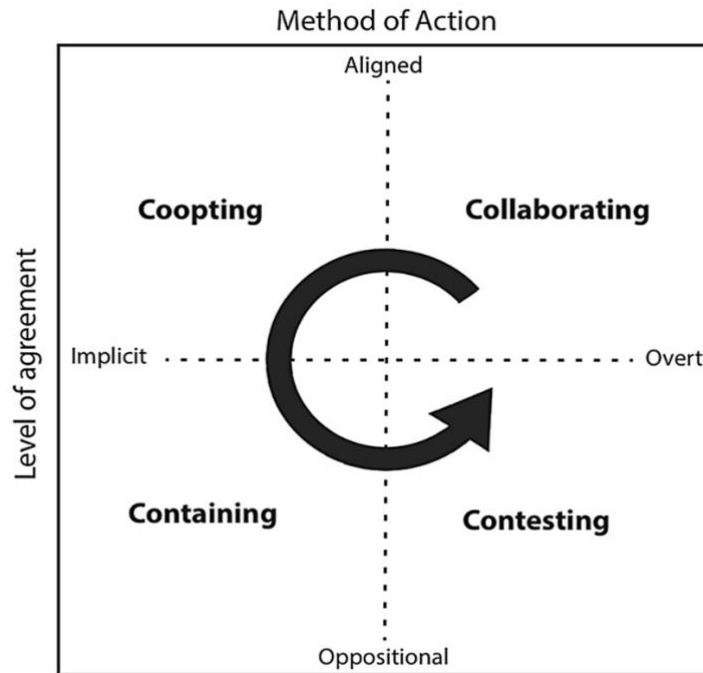 Method of Action
Aligned
Coopting
Collaborating
Level of agreement
Implicit
Overt
Containing
Contesting
Oppositional